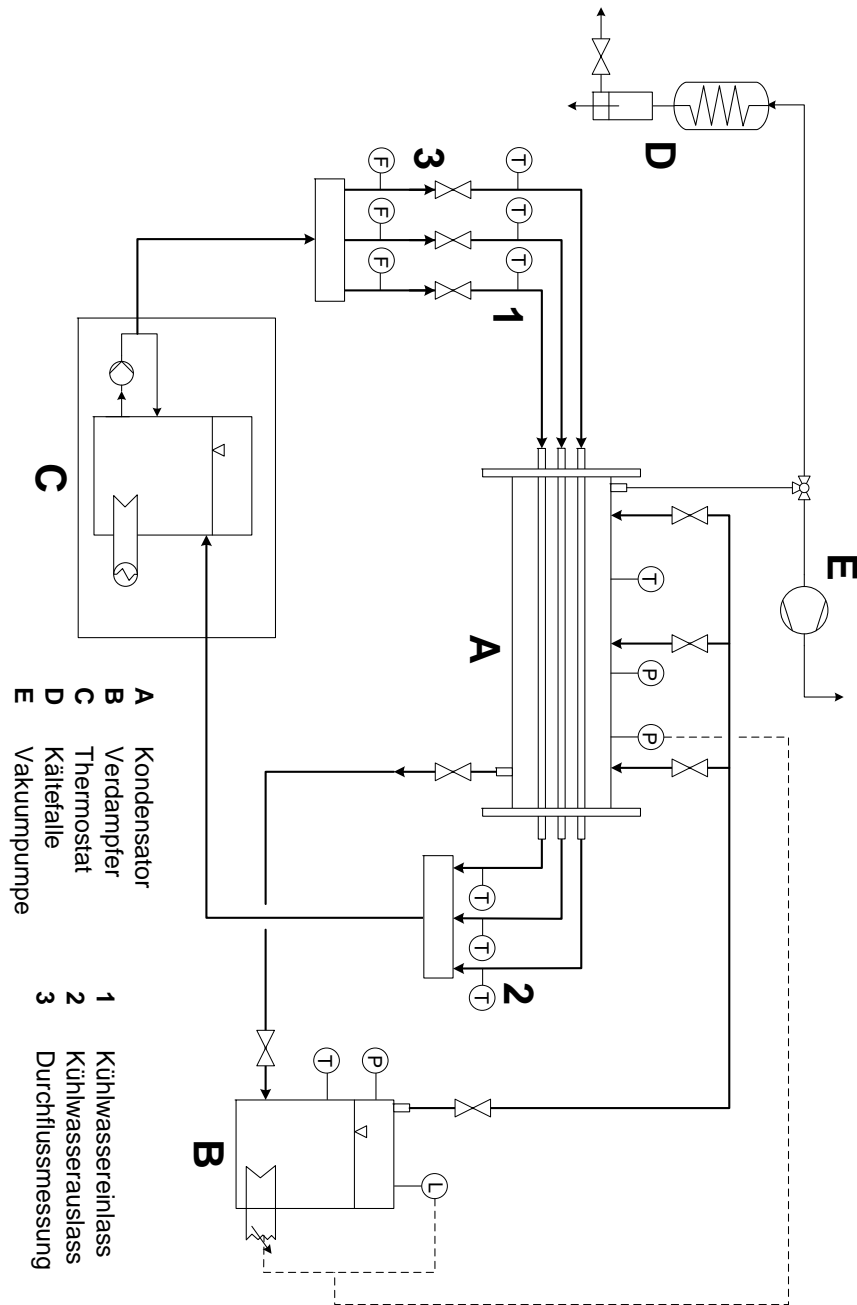 E
D
T
P
P
T
T
T
1
2
A
T
T
T
3
L
F
F
F
P
T
B
C
A Kondensator
B Verdampfer
C Thermostat
D Kältefalle
E Vakuumpumpe
1 Kühlwassereinlass
2 Kühlwasserauslass
3 Durchflussmessung